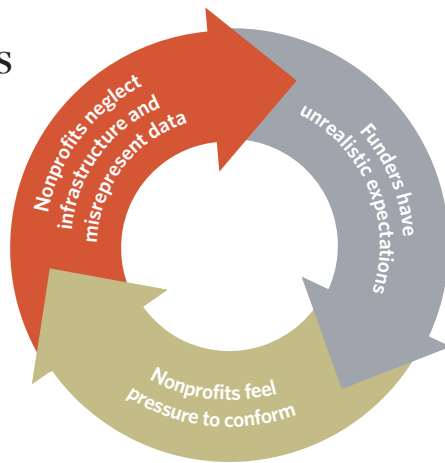 s
Nonprofits neglect
infrastructure and
misrepresent data
Funders have
unrealistic expectations
Nonprofits feel
pressure to conform